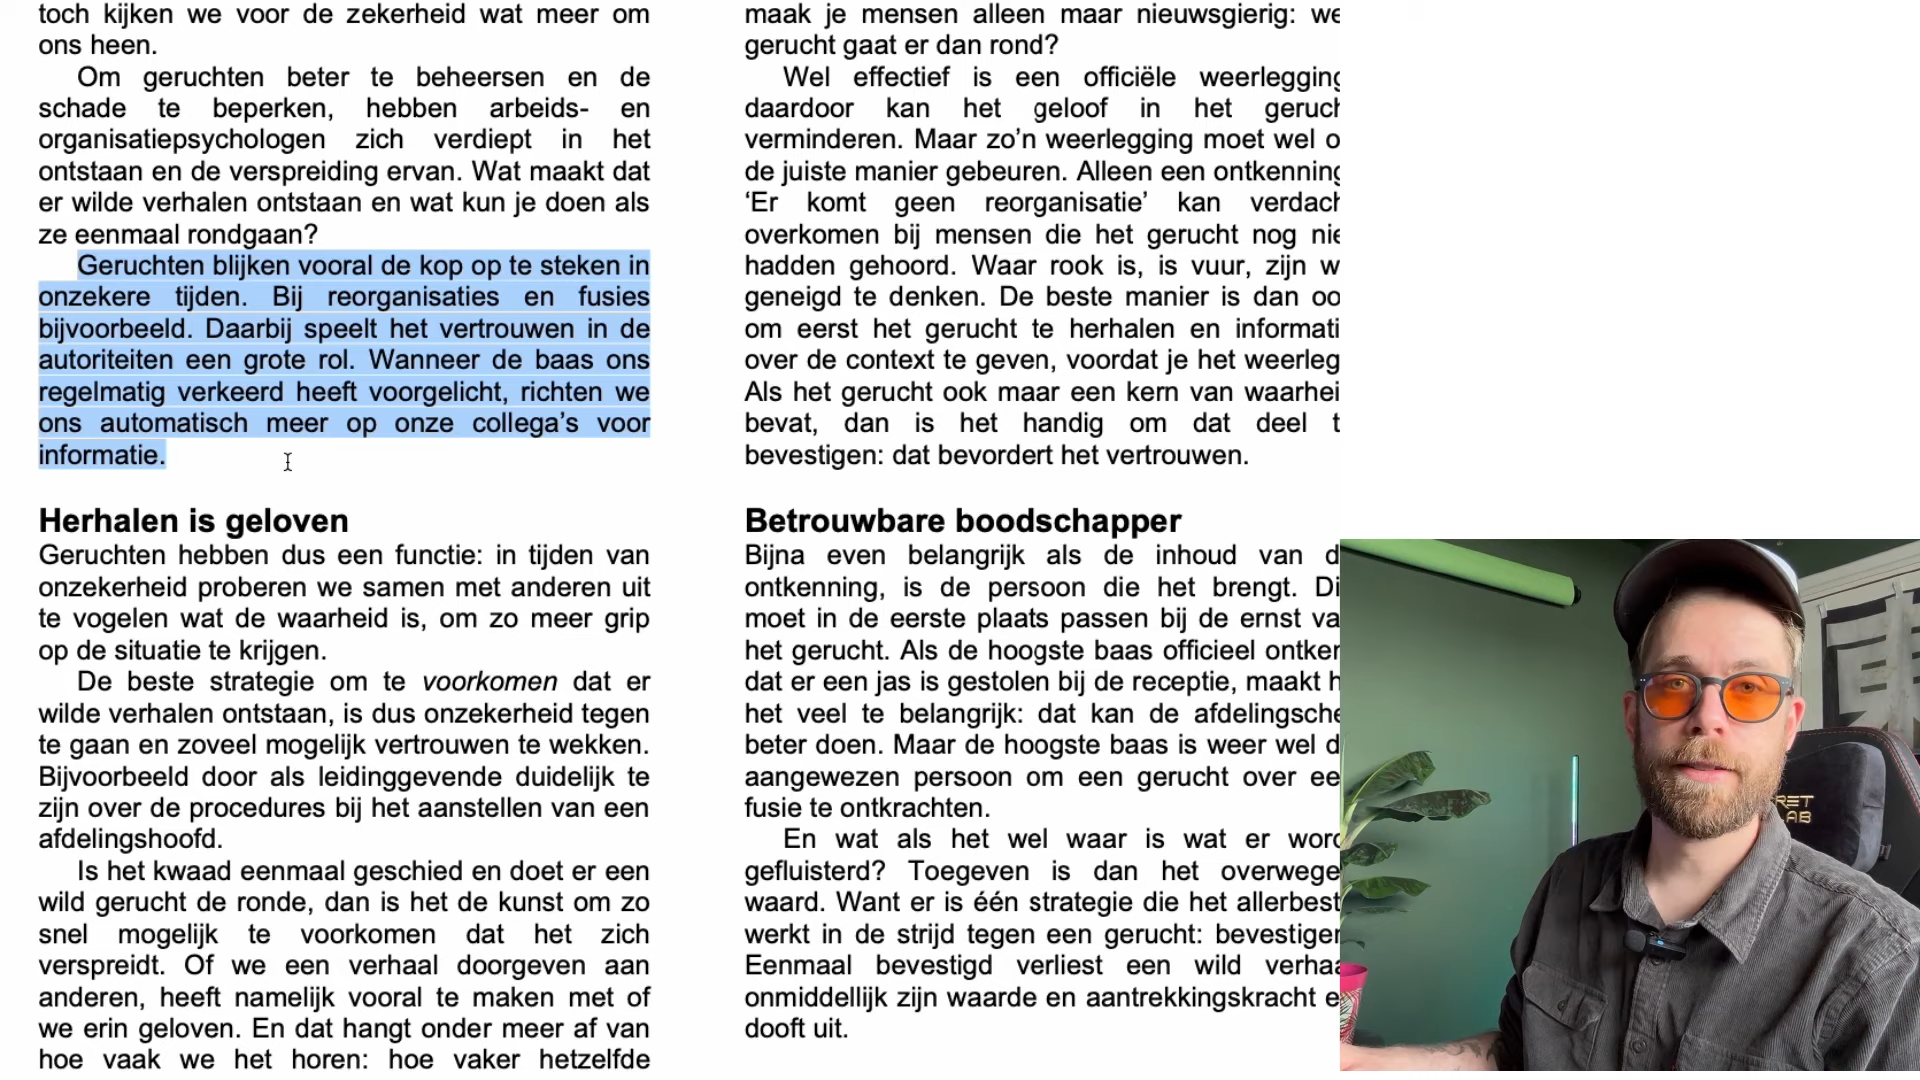 toch kijken we voor de zekerheid wat meer om
ons heen.
Om geruchten beter te beheersen en de
schade te beperken, hebben arbeids- en
organisatiepsychologen zich verdiept in het
ontstaan en de verspreiding ervan. Wat maakt dat
er wilde verhalen ontstaan en wat kun je doen als
ze eenmaal rondgaan?
Geruchten blijken vooral de kop op te steken in
onzekere tijden. Bij reorganisaties en fusies
bijvoorbeeld. Daarbij speelt het vertrouwen in de
autoriteiten een grote rol. Wanneer de baas ons
regelmatig verkeerd heeft voorgelicht, richten we
ons automatisch meer op onze collega’s voor
informatie.
Herhalen is geloven
Geruchten hebben dus een functie: in tijden van
onzekerheid proberen we samen met anderen uit
te vogelen wat de waarheid is, om zo meer grip
op de situatie te krijgen.
De beste strategie om te voorkomen dat er
wilde verhalen ontstaan, is dus onzekerheid tegen
te gaan en zoveel mogelijk vertrouwen te wekken.
Bijvoorbeeld door als leidinggevende duidelijk te
zijn over de procedures bij het aanstellen van een
afdelingshoofd.
Is het kwaad eenmaal geschied en doet er een
wild gerucht de ronde, dan is het de kunst om zo
snel mogelijk te voorkomen dat het zich
verspreidt. Of we een verhaal doorgeven aan
anderen, heeft namelijk vooral te maken met of
we erin geloven. En dat hangt onder meer af van
hoe vaak we het horen: hoe vaker hetzelfde
maak je mensen alleen maar nieuwsgierig: we
gerucht gaat er dan rond?
Wel effectief is een officiële weerlegging
daardoor kan het geloof in het geruch
verminderen. Maar zo’n weerlegging moet wel o
de juiste manier gebeuren. Alleen een ontkenning
‘Er komt geen reorganisatie’ kan verdach
overkomen bij mensen die het gerucht nog nie
hadden gehoord. Waar rook is, is vuur, zijn w
geneigd te denken. De beste manier is dan oo
om eerst het gerucht te herhalen en informati
over de context te geven, voordat je het weerleg
Als het gerucht ook maar een kern van waarhei
bevat, dan is het handig om dat deel t
bevestigen: dat bevordert het vertrouwen.
Betrouwbare boodschapper
Bijna even belangrijk als de inhoud van d
ontkenning, is de persoon die het brengt. Di
moet in de eerste plaats passen bij de ernst va
het gerucht. Als de hoogste baas officieel ontken
dat er een jas is gestolen bij de receptie, maakt h
het veel te belangrijk: dat kan de afdelingsche
beter doen. Maar de hoogste baas is weer wel d
aangewezen persoon om een gerucht over ee
fusie te ontkrachten.
En wat als het wel waar is wat er word
gefluisterd? Toegeven is dan het overwege
waard. Want er is één strategie die het allerbest
werkt in de strijd tegen een gerucht: bevestigen
Eenmaal bevestigd verliest een wild verhaa
onmiddellijk zijn waarde en aantrekkingskracht e
dooft uit.
RET
AB